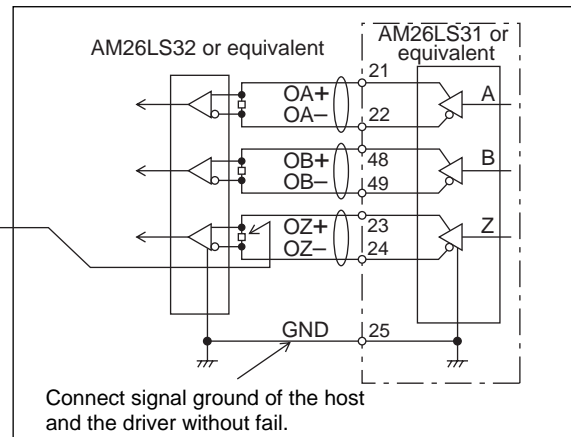 AM26LS32 or equivalent
AM26LS31 or
equivalent
21
OA+
OA−
22
A
OB+
OB−
48
49
B
OZ+
OZ−
23
24
Z
GND
25
Connect signal ground of the host
and the driver without fail.